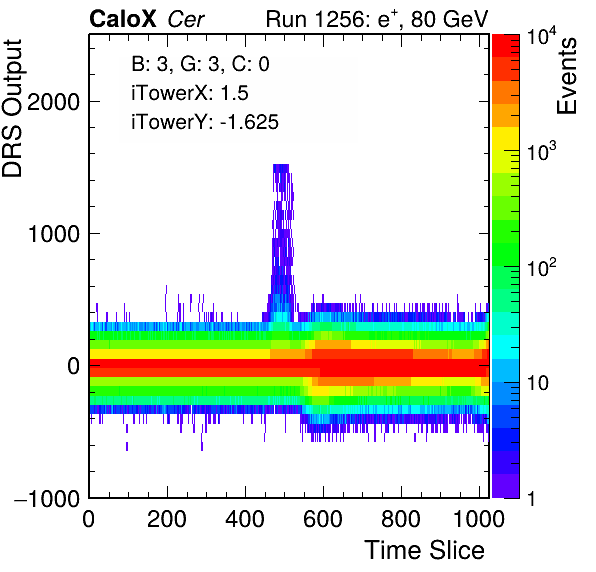 CaloX Cer Run 1256: e⁺, 80 GeV
B: 3, G: 3, C: 0
iTowerX: 1.5
iTowerY: -1.625
DRS Output
2000
1000
0
−1000
0 200 400 600 800 1000
Time Slice
Events
10⁴
10³
10²
10
1